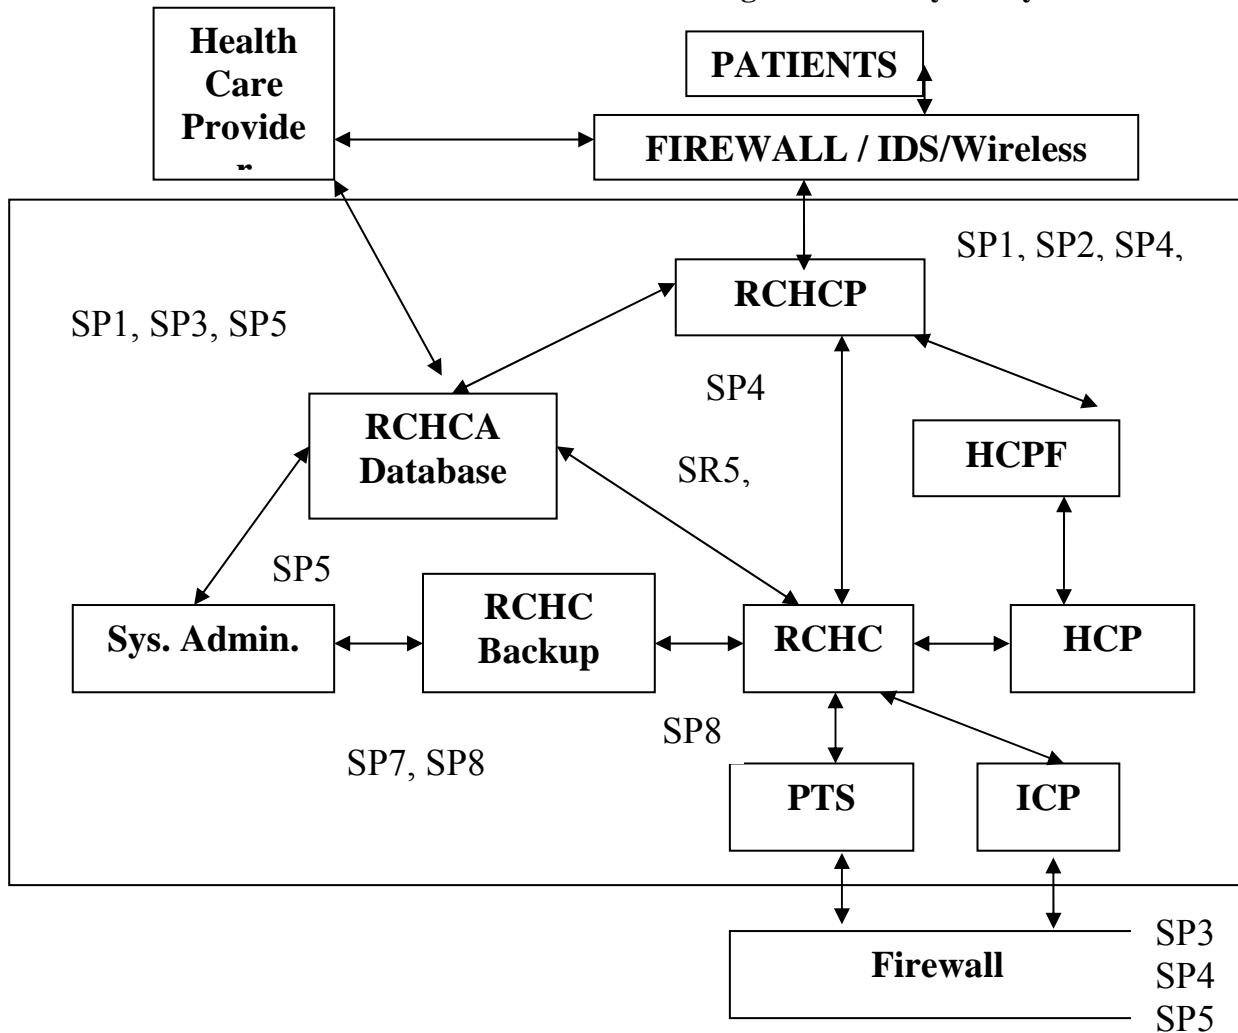 Health
Care
Provide
r
PATIENTS
FIREWALL / IDS/Wireless
SP1, SP2, SP4,
RCHCP
SP1, SP3, SP5
SP4
RCHCA
Database
HCPF
SR5,
SP5
RCHC
Backup
Sys. Admin.
RCHC
HCP
SP8
SP7, SP8
PTS
ICP
Firewall
SP3
SP4
SP5